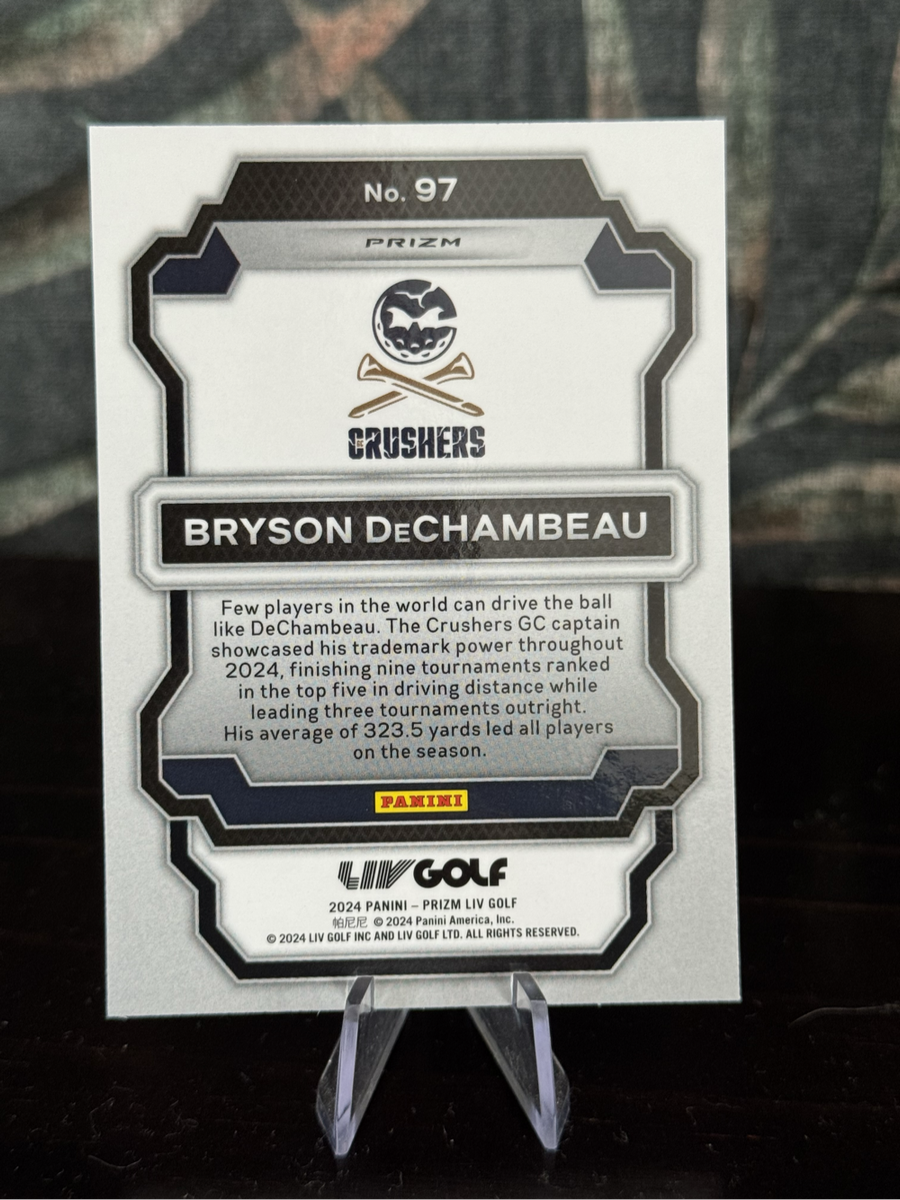 No. 97
PRIZM
CRUSHERS
BRYSON DeCHAMBEAU
Few players in the world can drive the ball
like DeChambeau. The Crushers GC captain
showcased his trademark power throughout
2024, finishing nine tournaments ranked
in the top five in driving distance while
leading three tournaments outright.
His average of 323.5 yards led all players
on the season.
PANINI
LIV GOLF
2024 PANINI – PRIZM LIV GOLF
帕尼尼 © 2024 Panini America, Inc.
© 2024 LIV GOLF INC AND LIV GOLF LTD. ALL RIGHTS RESERVED.